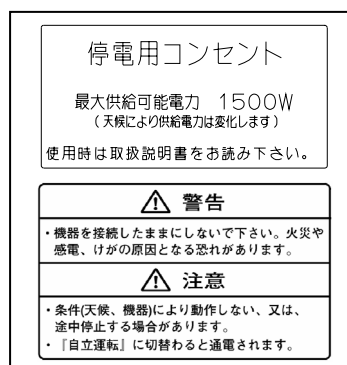 停電用コンセント
最大供給可能電力 1500W
(天候により供給電力は変化します)
使用時は取扱説明書をお読み下さい。
警告
・機器を接続したままにしないで下さい。火災や
感電、けがの原因となる恐れがあります。
注意
・条件(天候、機器)により動作しない、又は、
途中停止する場合があります。
・『自立運転』に切替わると通電されます。